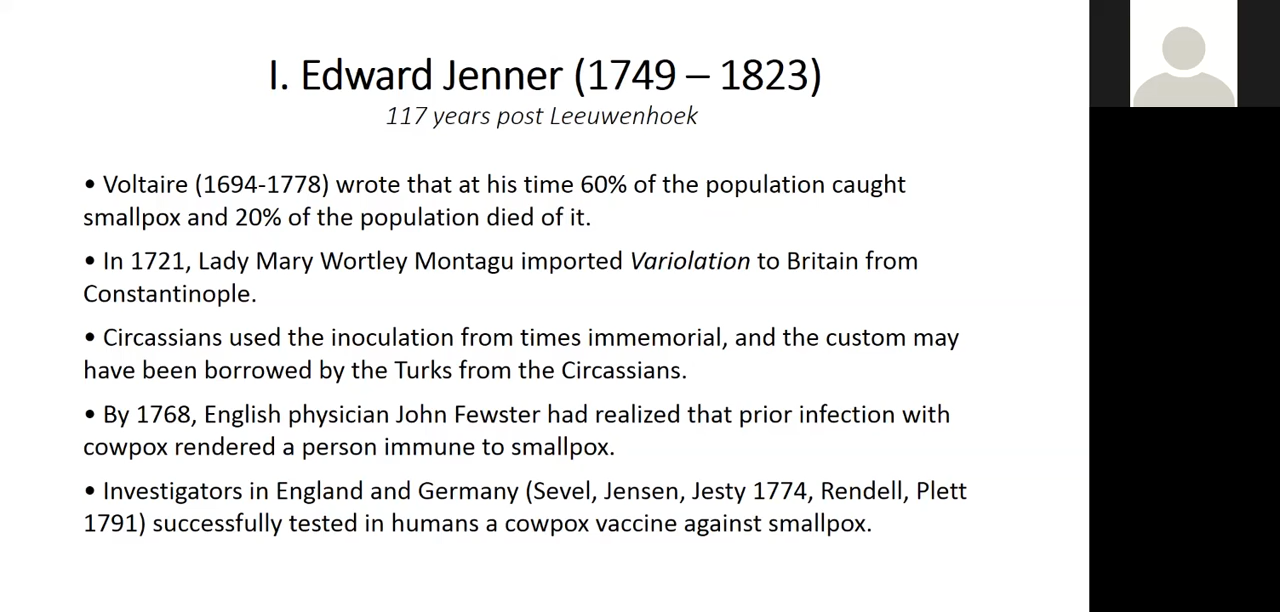 I. Edward Jenner (1749 – 1823)
117 years post Leeuwenhoek
• Voltaire (1694-1778) wrote that at his time 60% of the population caught
smallpox and 20% of the population died of it.
• In 1721, Lady Mary Wortley Montagu imported Variolation to Britain from
Constantinople.
• Circassians used the inoculation from times immemorial, and the custom may
have been borrowed by the Turks from the Circassians.
• By 1768, English physician John Fewster had realized that prior infection with
cowpox rendered a person immune to smallpox.
• Investigators in England and Germany (Sevel, Jensen, Jesty 1774, Rendell, Plett
1791) successfully tested in humans a cowpox vaccine against smallpox.